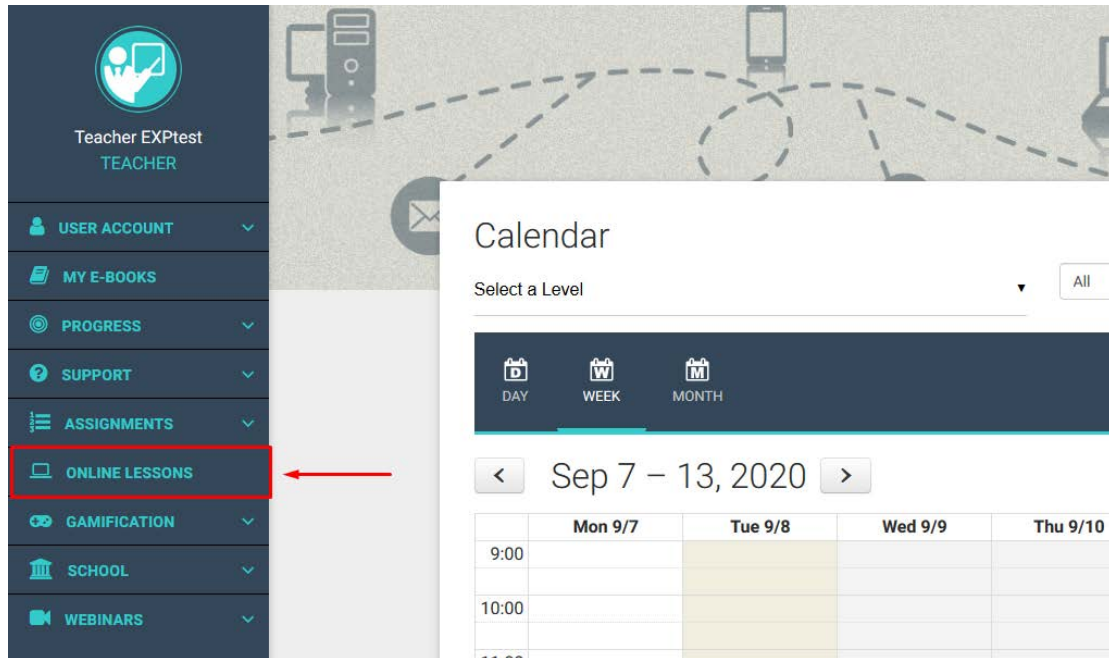 Teacher EXPtest
TEACHER
USER ACCOUNT
MY E-BOOKS
PROGRESS
SUPPORT
ASSIGNMENTS
ONLINE LESSONS
GAMIFICATION
SCHOOL
WEBINARS
Calendar
Select a Level
All
D W M
DAY WEEK MONTH
Sep 7 – 13, 2020
Mon 9/7 Tue 9/8 Wed 9/9 Thu 9/10
9:00
10:00